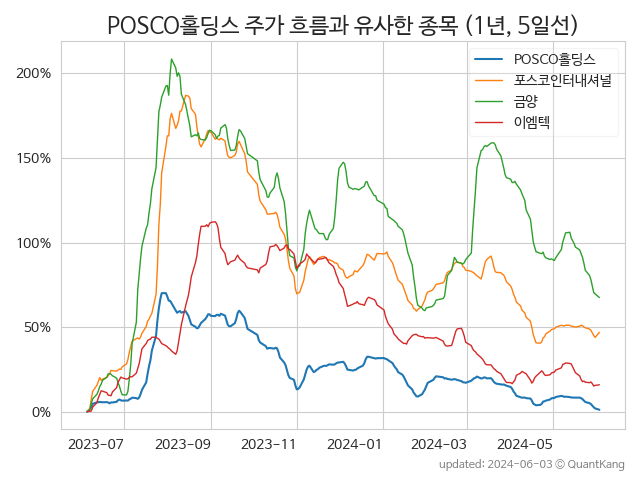 POSCO홀딩스 주가 흐름과 유사한 종목 (1년, 5일선)
POSCO홀딩스
포스코인터내셔널
금양
이엠텍
200%
150%
100%
50%
0%
2023-07
2023-09
2023-11
2024-01
2024-03
2024-05
updated: 2024-06-03 ⓒ QuantKang